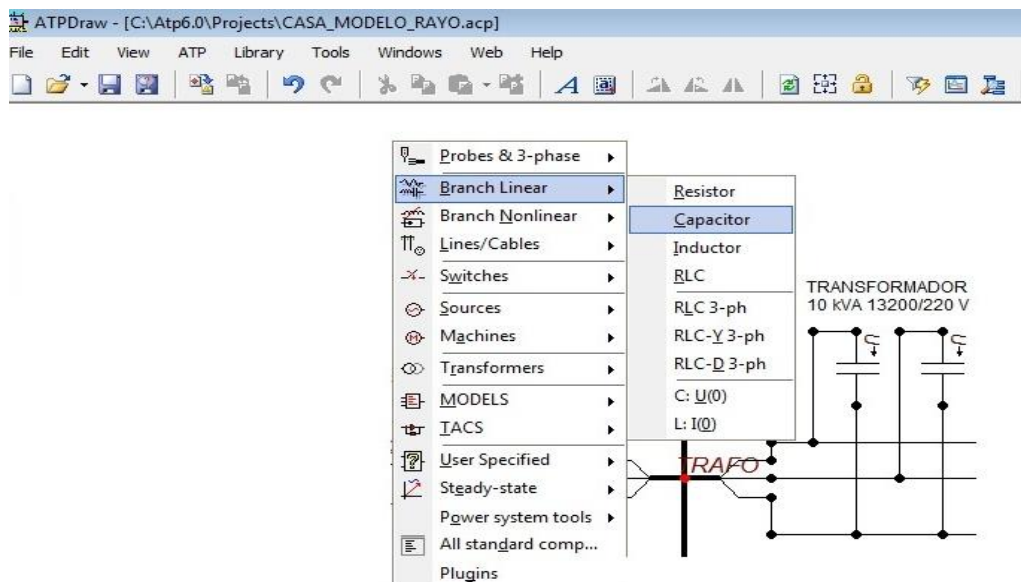 ATPDraw - [C:\Atp6.0\Projects\CASA_MODELO_RAYO.acp]
File Edit View ATP Library Tools Windows Web Help
Probes & 3-phase
Branch Linear
Branch Nonlinear
Lines/Cables
Switches
Sources
Machines
Transformers
MODELS
TACS
User Specified
Steady-state
Power system tools
All standard comp...
Plugins
Resistor
Capacitor
Inductor
RLC
RLC 3-ph
RLC-Y 3-ph
RLC-D 3-ph
C: U(0)
L: I(0)
TRANSFORMADOR
10 kVA 13200/220 V
U
U
TRAFO